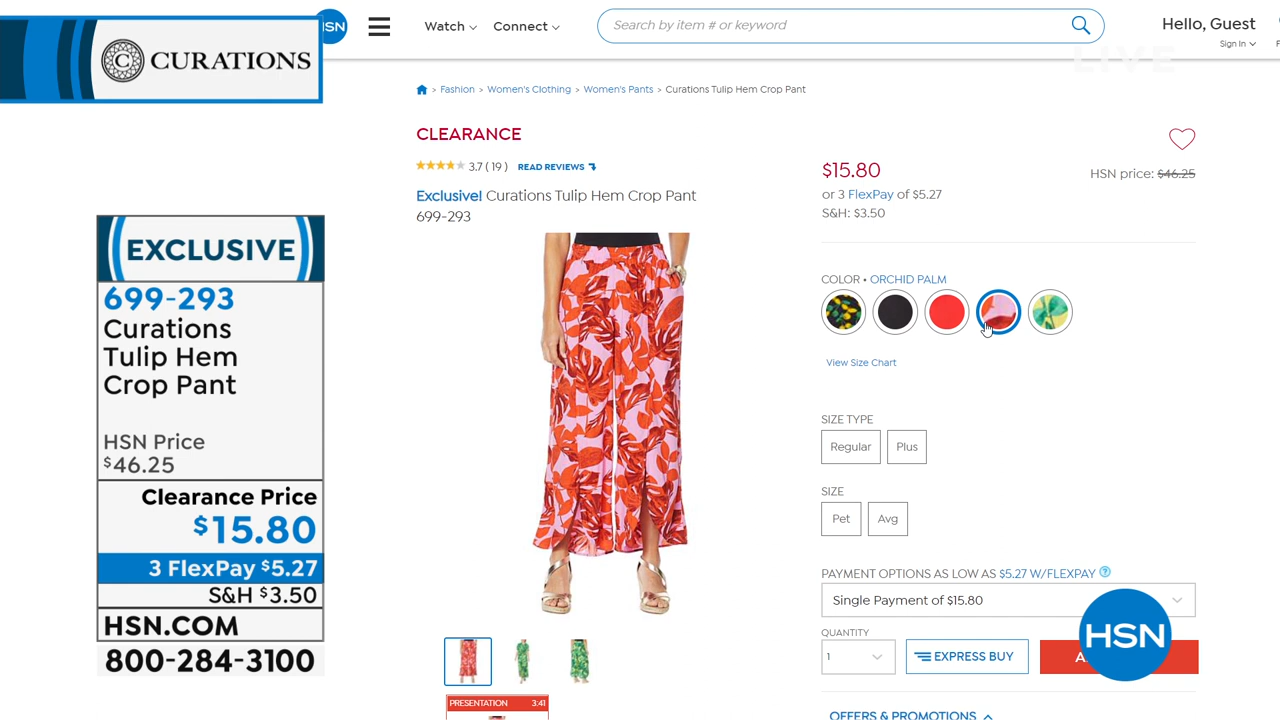 CURATIONS
HSN
Watch
Connect
Search by item # or keyword
Hello, Guest
Sign In
LIVE
> Fashion > Women's Clothing > Women's Pants > Curations Tulip Hem Crop Pant
CLEARANCE
3.7 ( 19 ) READ REVIEWS
Exclusive! Curations Tulip Hem Crop Pant
699-293
$15.80
HSN price: $46.25
or 3 FlexPay of $5.27
S&H: $3.50
COLOR • ORCHID PALM
View Size Chart
SIZE TYPE
Regular Plus
SIZE
Pet Avg
PAYMENT OPTIONS AS LOW AS $5.27 W/FLEXPAY ?
Single Payment of $15.80
QUANTITY
1
EXPRESS BUY
HSN
OFFERS & PROMOTIONS
PRESENTATION 3:41
EXCLUSIVE
699-293
Curations
Tulip Hem
Crop Pant
HSN Price
$46.25
Clearance Price
$15.80
3 FlexPay $5.27
S&H $3.50
HSN.COM
800-284-3100